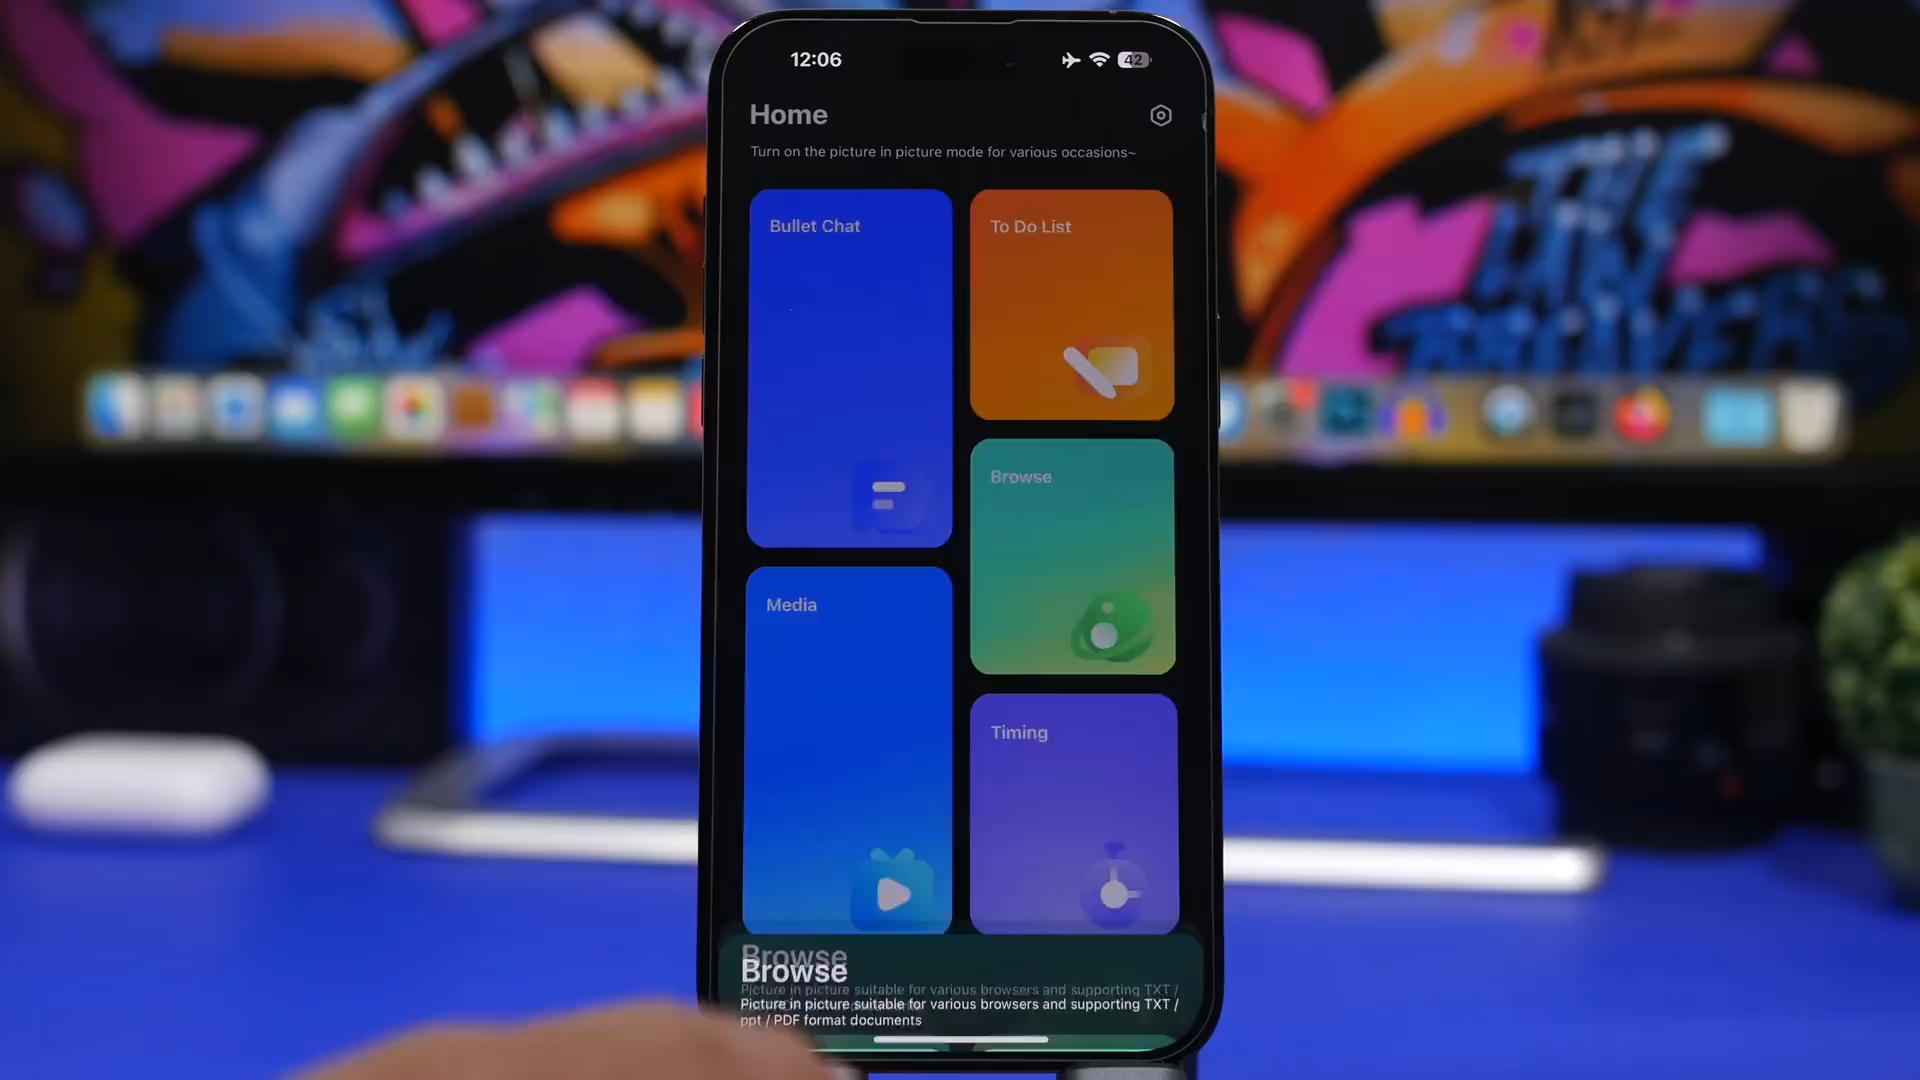 12:06
42
Home
Turn on the picture in picture mode for various occasions~
Bullet Chat
To Do List
Browse
Media
Timing
Browse
Browse
Picture in picture suitable for various browsers and supporting TXT /
Picture in picture suitable for various browsers and supporting TXT /
ppt / PDF format documents
THE